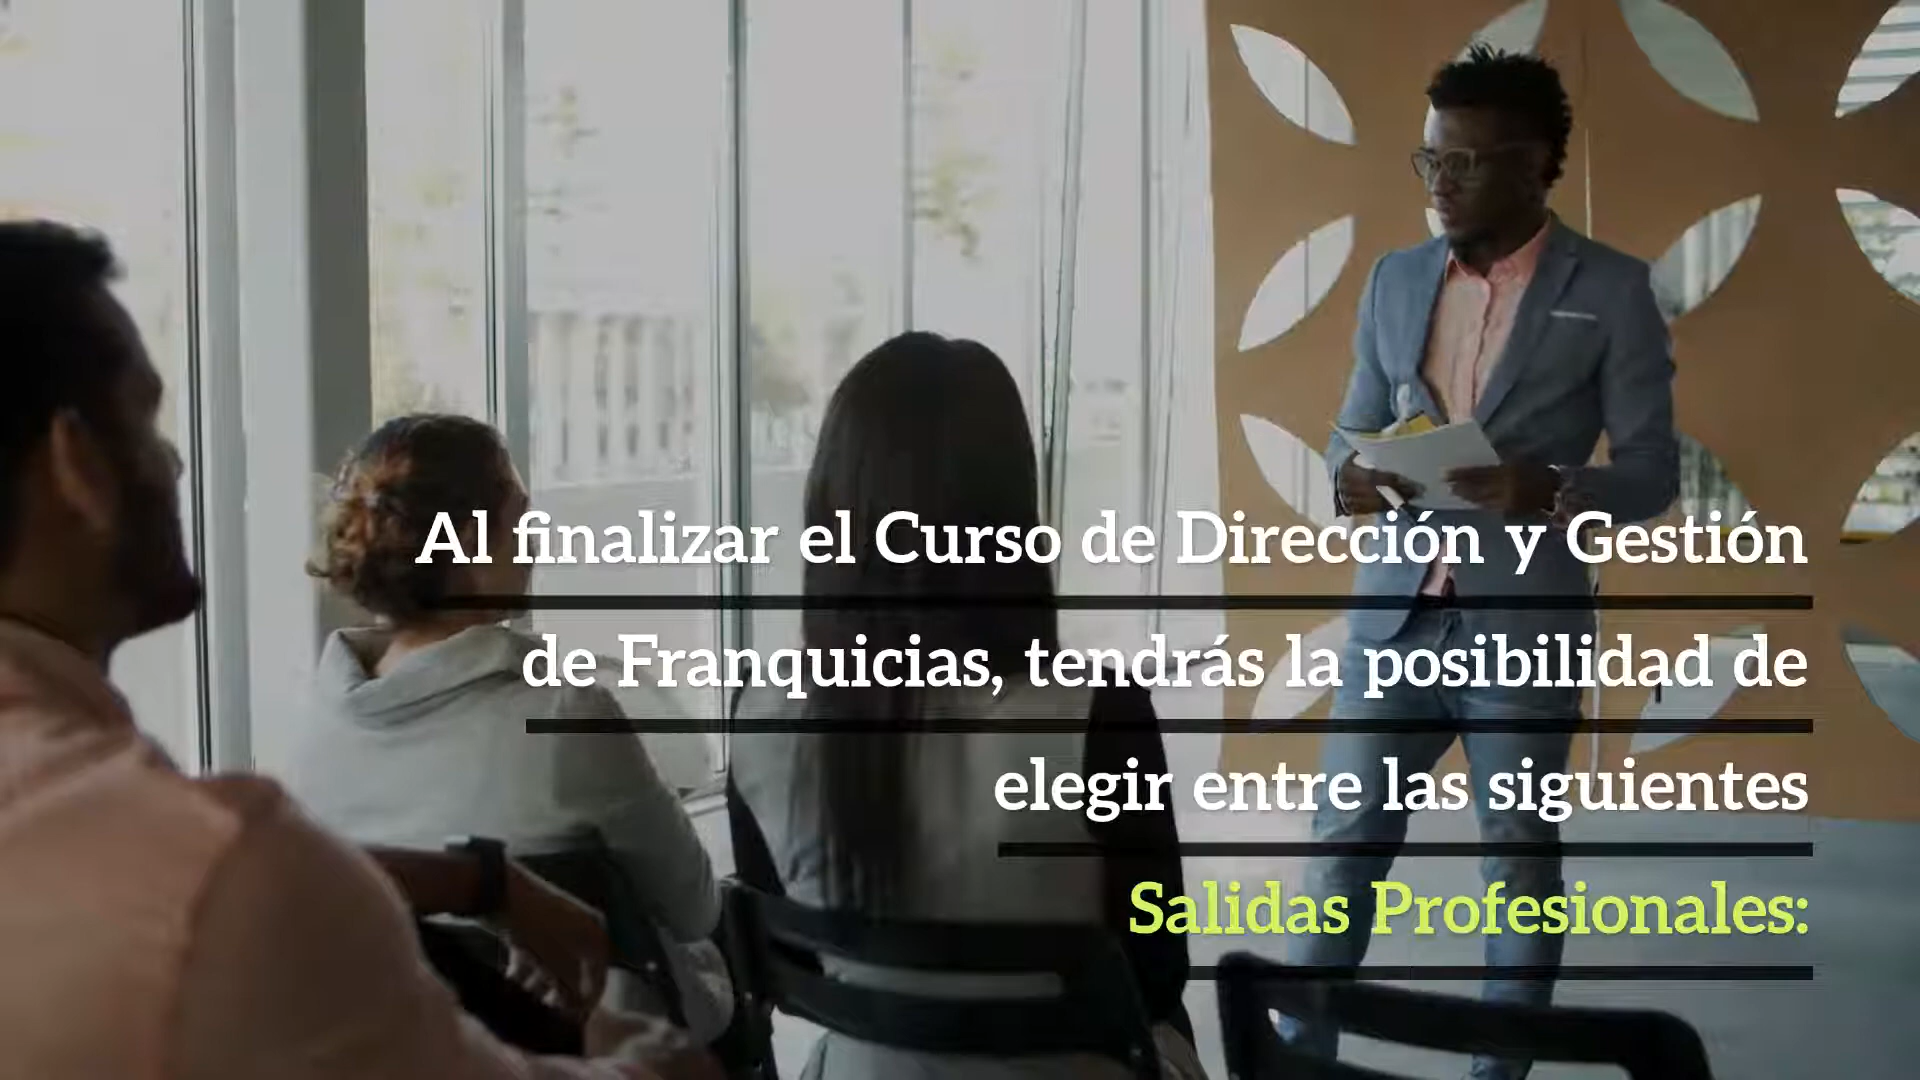 Al finalizar el Curso de Dirección y Gestión
de Franquicias, tendrás la posibilidad de
elegir entre las siguientes
Salidas Profesionales: